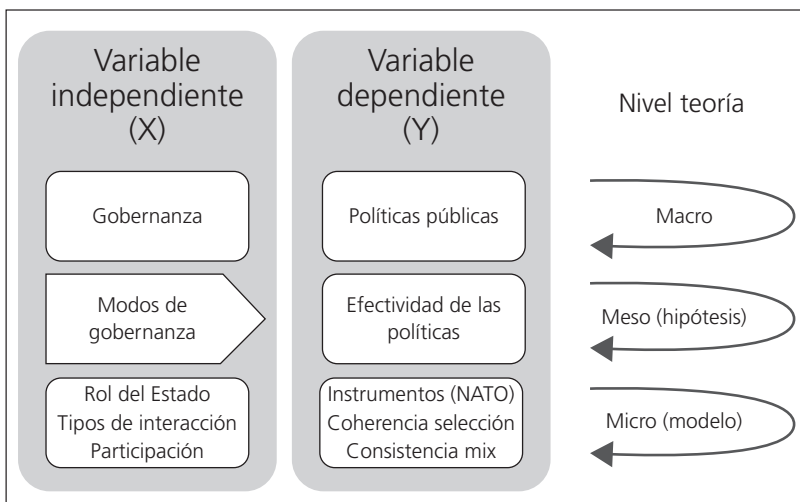 Variable
independiente
(X)
Variable
dependiente
(Y)
Nivel teoría
Gobernanza
Políticas públicas
Macro
Modos de
gobernanza
Efectividad de las
políticas
Meso (hipótesis)
Rol del Estado
Tipos de interacción
Participación
Instrumentos (NATO)
Coherencia selección
Consistencia mix
Micro (modelo)